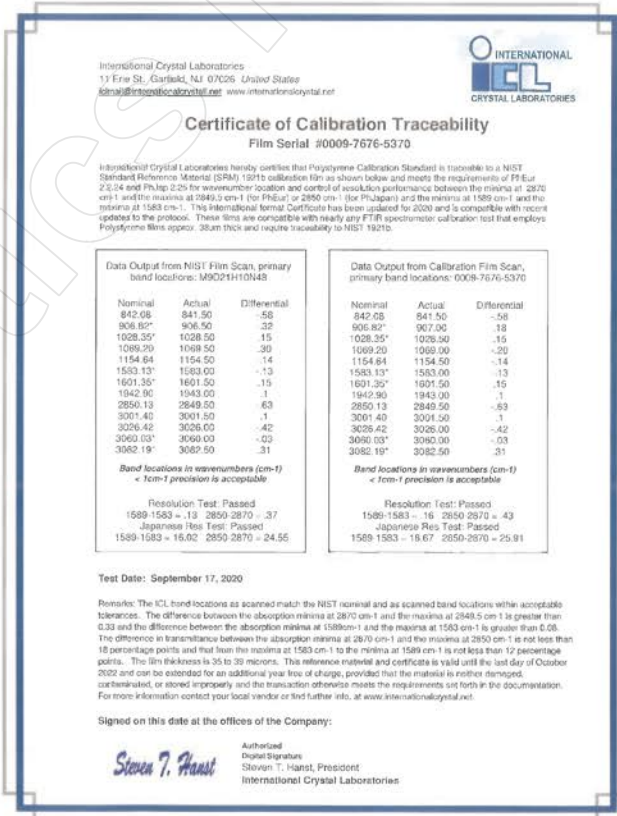 International Crystal Laboratories
11 Erie St. Garfield, NJ 07026 United States
iclmail@internationalcrystal.net www.internationalcrystal.net
INTERNATIONAL
ICL
CRYSTAL LABORATORIES
Certificate of Calibration Traceability
Film Serial #0009-7676-5370
International Crystal Laboratories hereby certifies that Polystyrene Calibration Standard is traceable to a NIST
Standard Reference Material (SRM) 1921b calibration film as shown below and meets the requirements of PhEur
2.2.24 and PhJap 2.25 for wavenumber location and control of resolution performance between the minima at 2870
cm-1 and the maxima at 2849.5 cm-1 (for PhEur) or 2850 cm-1 (for PhJapan) and the minima at 1589 cm-1 and the
maxima at 1583 cm-1. This international format Certificate has been updated for 2020 and is compatible with recent
updates to the protocol. These films are compatible with nearly any FTIR spectrometer calibration test that employs
Polystyrene films approx. 38um thick and require traceability to NIST 1921b.
Data Output from NIST Film Scan, primary
band locations: M9D21H10N48
Nominal Actual Differential
842.08 841.50 -.58
906.82* 906.50 .32
1028.35* 1028.50 .15
1069.20 1069.50 .30
1154.64 1154.50 .14
1583.13* 1583.00 -.13
1601.35* 1601.50 .15
1942.90 1943.00 .1
2850.13 2849.50 -.63
3001.40 3001.50 .1
3026.42 3026.00 -.42
3060.03* 3060.00 -.03
3082.19* 3082.50 .31
Band locations in wavenumbers (cm-1)
< 1cm-1 precision is acceptable
Resolution Test: Passed
1589-1583 = .13 2850-2870 = .37
Japanese Res Test: Passed
1589-1583 = 16.02 2850-2870 = 24.55
Data Output from Calibration Film Scan,
primary band locations: 0009-7676-5370
Nominal Actual Differential
842.08 841.50 -.58
906.82* 907.00 .18
1028.35* 1028.50 .15
1069.20 1069.00 -.20
1154.64 1154.50 -.14
1583.13* 1583.00 -.13
1601.35* 1601.50 .15
1942.90 1943.00 .1
2850.13 2849.50 -.63
3001.40 3001.50 .1
3026.42 3026.00 -.42
3060.03* 3060.00 -.03
3082.19* 3082.50 .31
Band locations in wavenumbers (cm-1)
< 1cm-1 precision is acceptable
Resolution Test: Passed
1589-1583 = .16 2850-2870 = .43
Japanese Res Test: Passed
1589-1583 = 18.67 2850-2870 = 25.91
Test Date: September 17, 2020
Remarks: The ICL band locations as scanned match the NIST nominal and as scanned band locations within acceptable
tolerances. The difference between the absorption minima at 2870 cm-1 and the maxima at 2849.5 cm-1 is greater than
0.33 and the difference between the absorption minima at 1589cm-1 and the maxima at 1583 cm-1 is greater than 0.08.
The difference in transmittance between the absorption minima at 2870 cm-1 and the maxima at 2850 cm-1 is not less than
18 percentage points and that from the maxima at 1583 cm-1 to the minima at 1589 cm-1 is not less than 12 percentage
points. The film thickness is 35 to 39 microns. This reference material and certificate is valid until the last day of October
2022 and can be extended for an additional year free of charge, provided that the material is neither damaged,
contaminated, or stored improperly and the transaction otherwise meets the requirements set forth in the documentation.
For more information contact your local vendor or find further info. at www.internationalcrystal.net.
Signed on this date at the offices of the Company:
Steven T. Hanst
Authorized
Digital Signature
Steven T. Hanst, President
International Crystal Laboratories